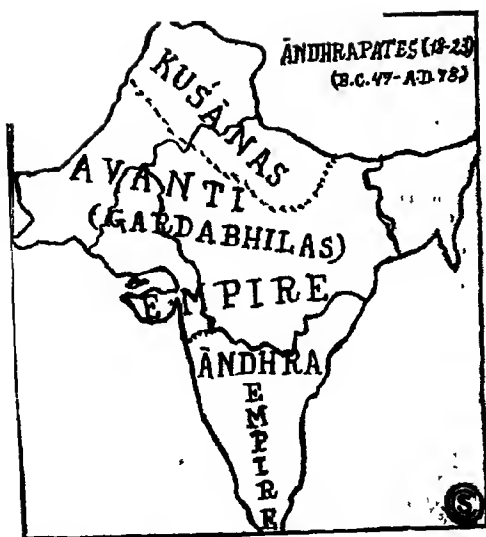 ĀNDHRAPATES (18-23)
(B.C. 47-A.D. 78)
KUŚĀNAS
AVANTI
(GARDABHILAS)
EMPIRE
ĀNDHRA
EMPIRE
S